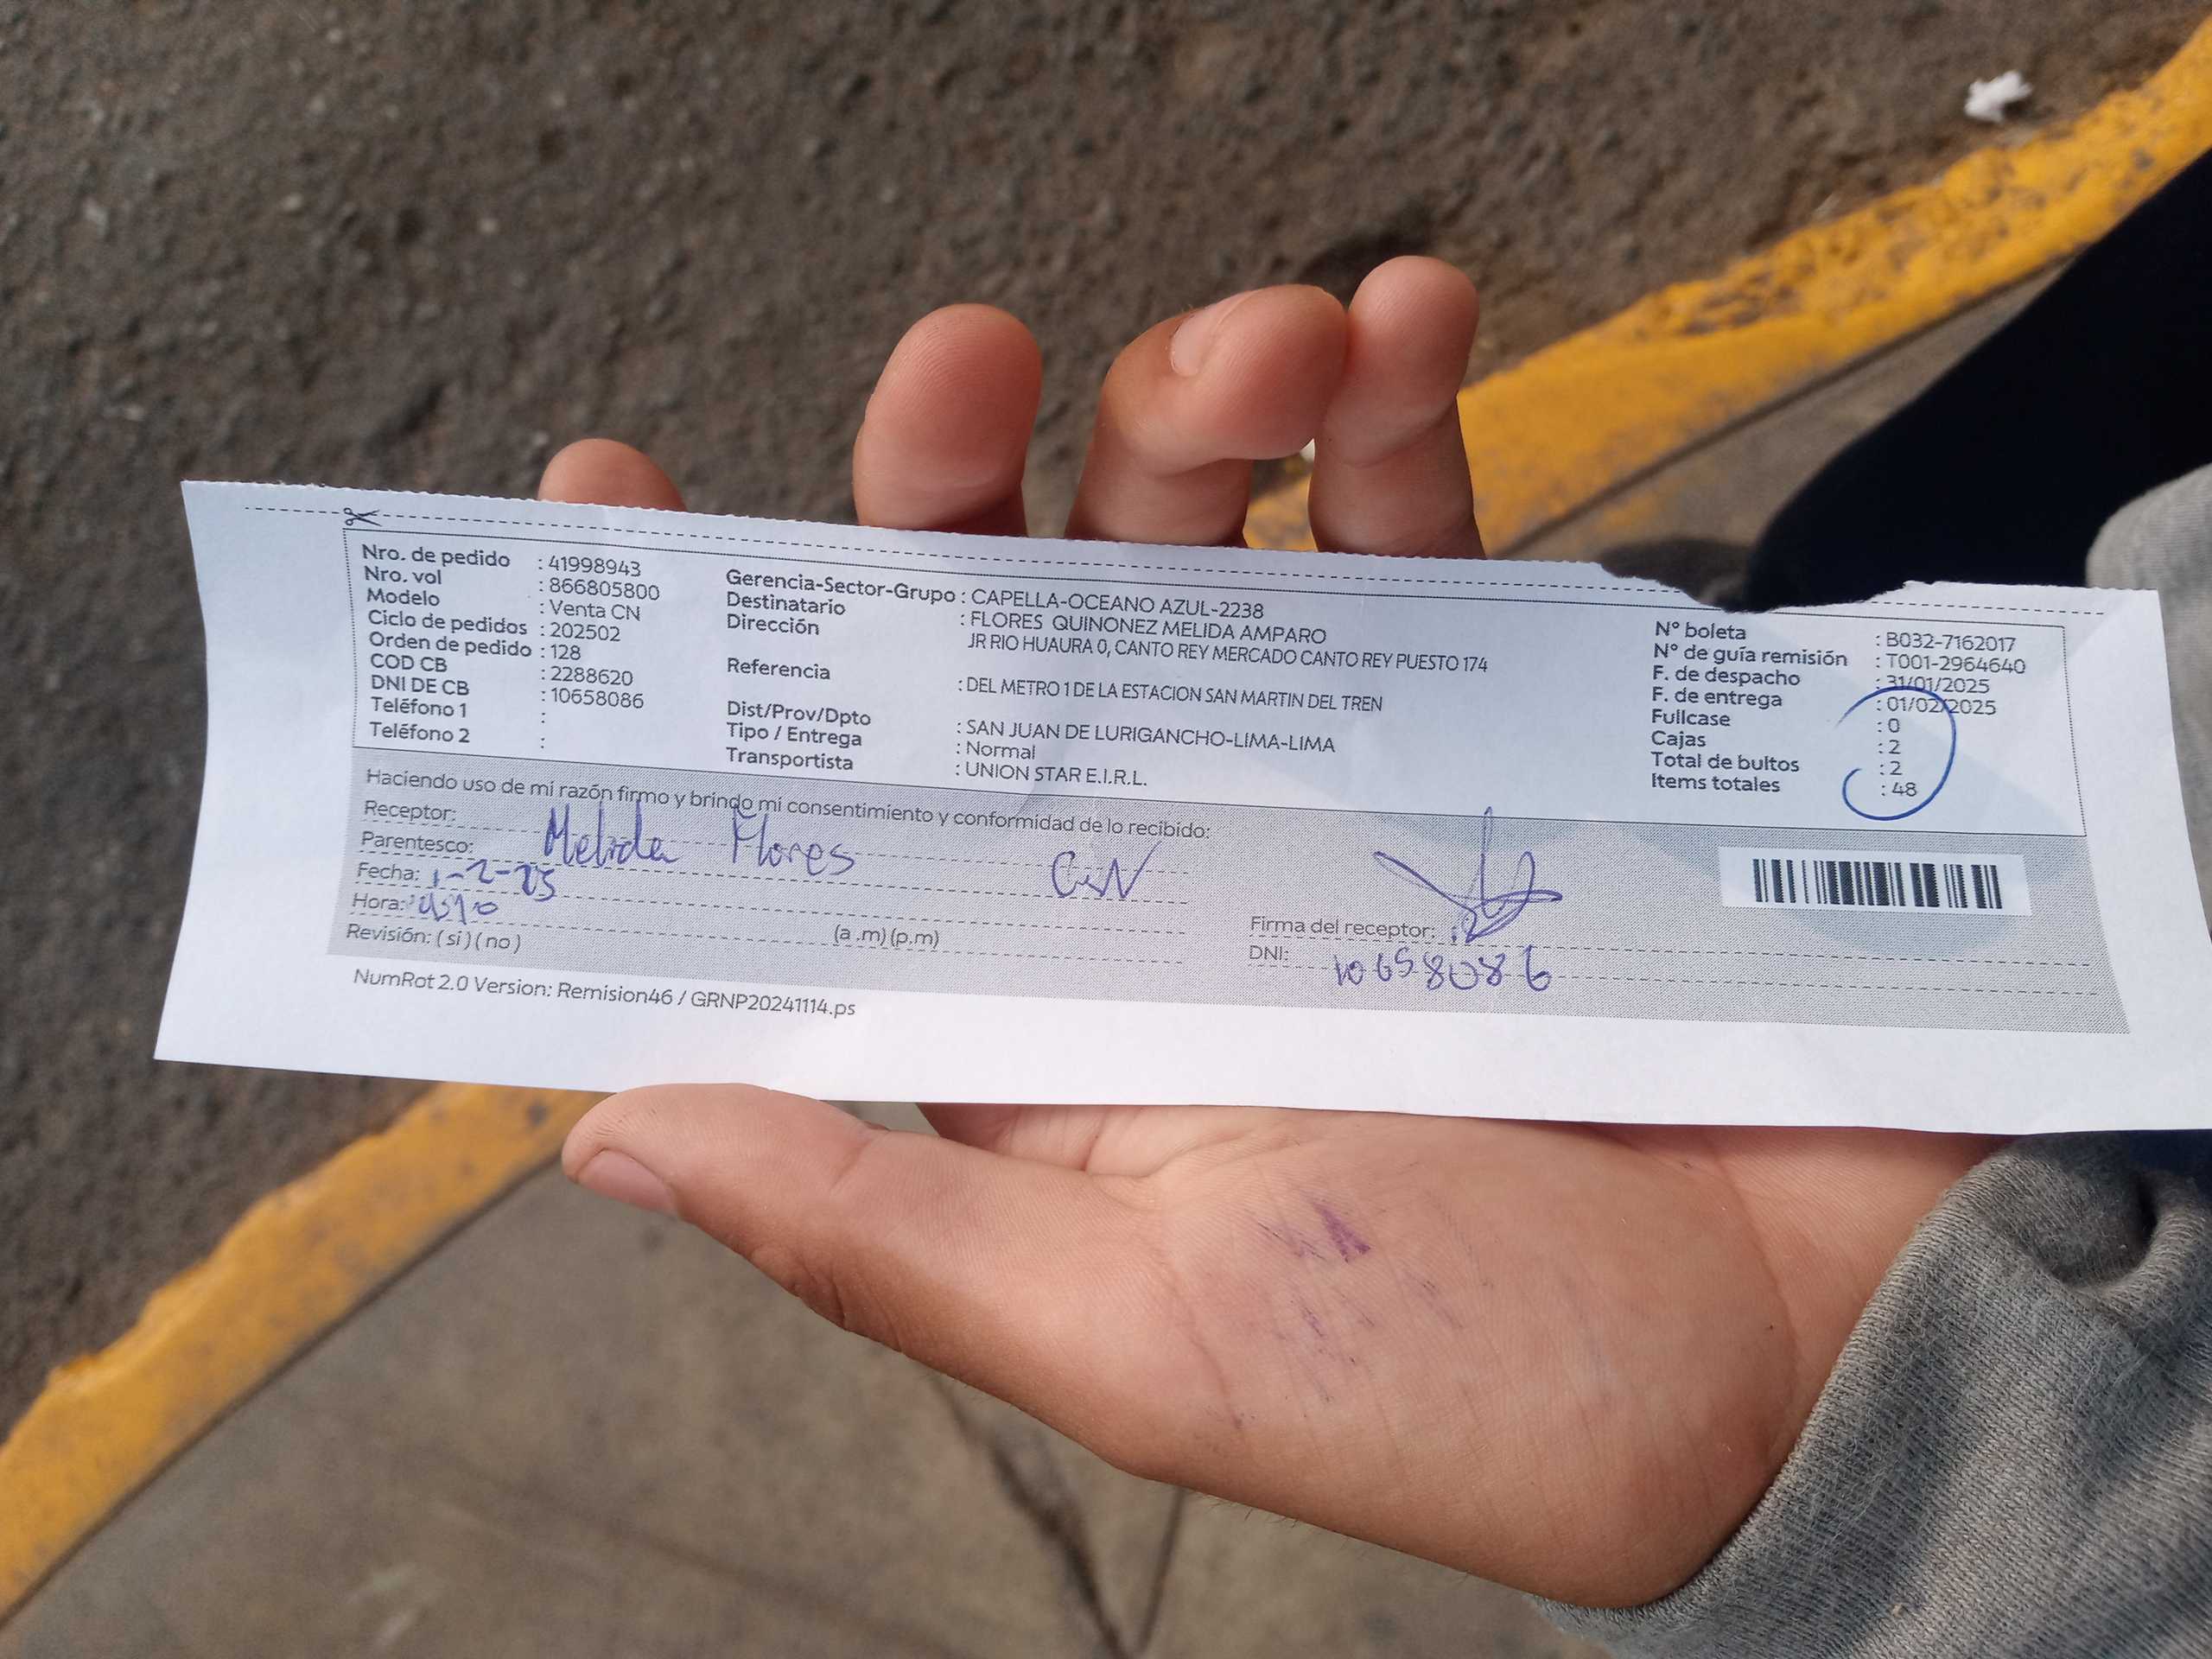 Nro. de pedido : 41998943
Nro. vol : 866805800
Modelo : Venta CN
Ciclo de pedidos : 202502
Orden de pedido : 128
COD CB : 2288620
DNI DE CB : 10658086
Teléfono 1 :
Teléfono 2 :
Gerencia-Sector-Grupo : CAPELLA-OCEANO AZUL-2238
Destinatario : FLORES QUINONEZ MELIDA AMPARO
Dirección JR RIO HUAURA 0, CANTO REY MERCADO CANTO REY PUESTO 174
Referencia : DEL METRO 1 DE LA ESTACION SAN MARTIN DEL TREN
Dist/Prov/Dpto : SAN JUAN DE LURIGANCHO-LIMA-LIMA
Tipo / Entrega : Normal
Transportista : UNION STAR E.I.R.L.
N° boleta : B032-7162017
N° de guía remisión : T001-2964640
F. de despacho : 31/01/2025
F. de entrega : 01/02/2025
Fullcase : 0
Cajas : 2
Total de bultos : 2
Items totales : 48
Haciendo uso de mi razón firmo y brindo mi consentimiento y conformidad de lo recibido:
Receptor: Melida Flores
Parentesco: CN
Fecha: 1-2-25
Hora: (a .m) (p.m)
Revisión: ( si ) ( no )
Firma del receptor:
DNI: 10658086
NumRot 2.0 Version: Remision46 / GRNP20241114.ps